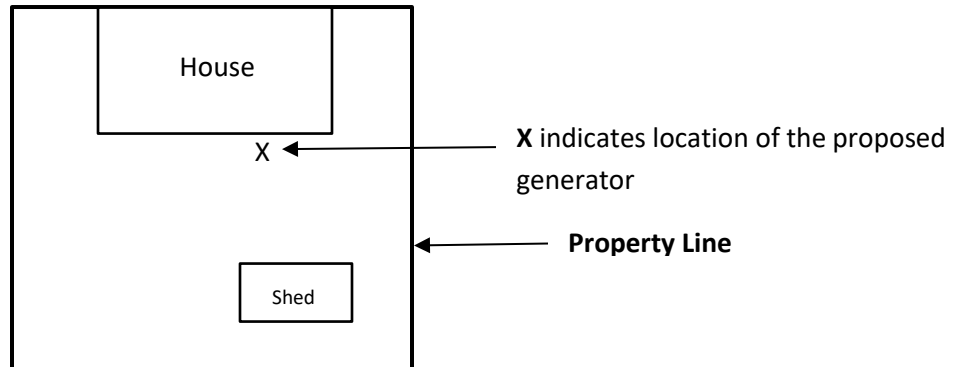 House
X
X indicates location of the proposed
generator
Property Line
Shed